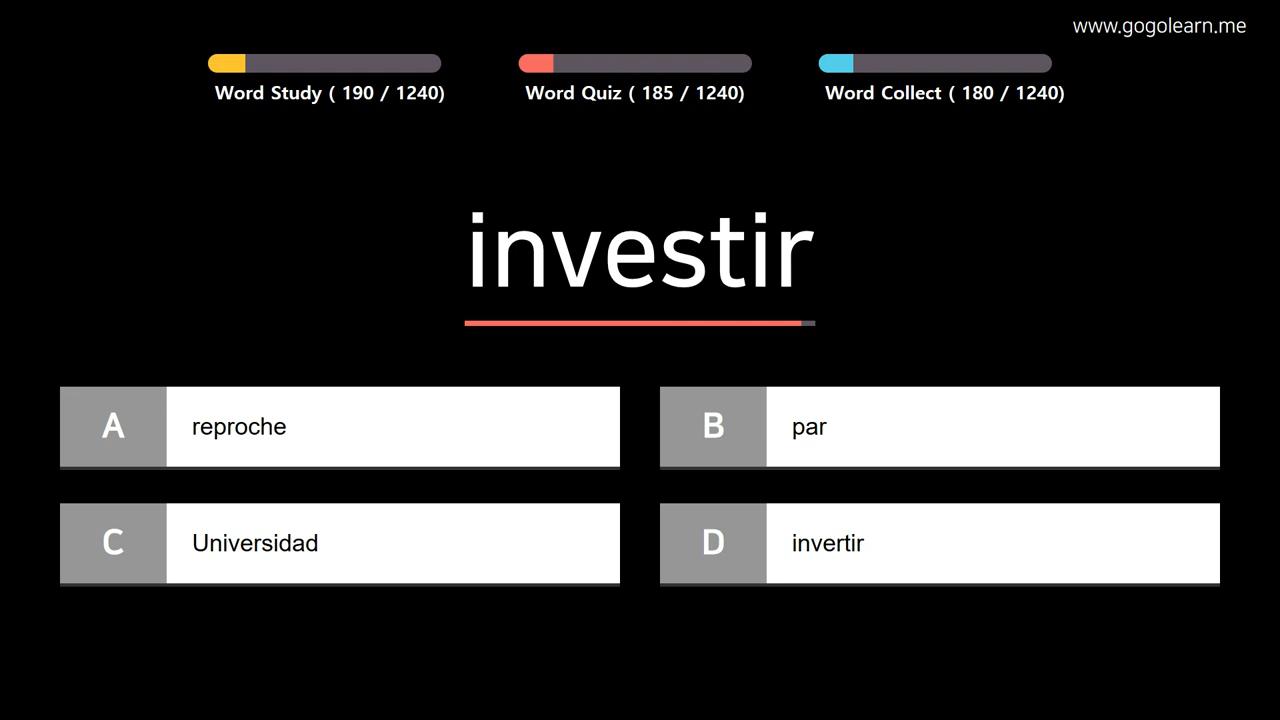 www.gogolearn.me
Word Study ( 190 / 1240)
Word Quiz ( 185 / 1240)
Word Collect ( 180 / 1240)
investir
A reproche
B par
C Universidad
D invertir